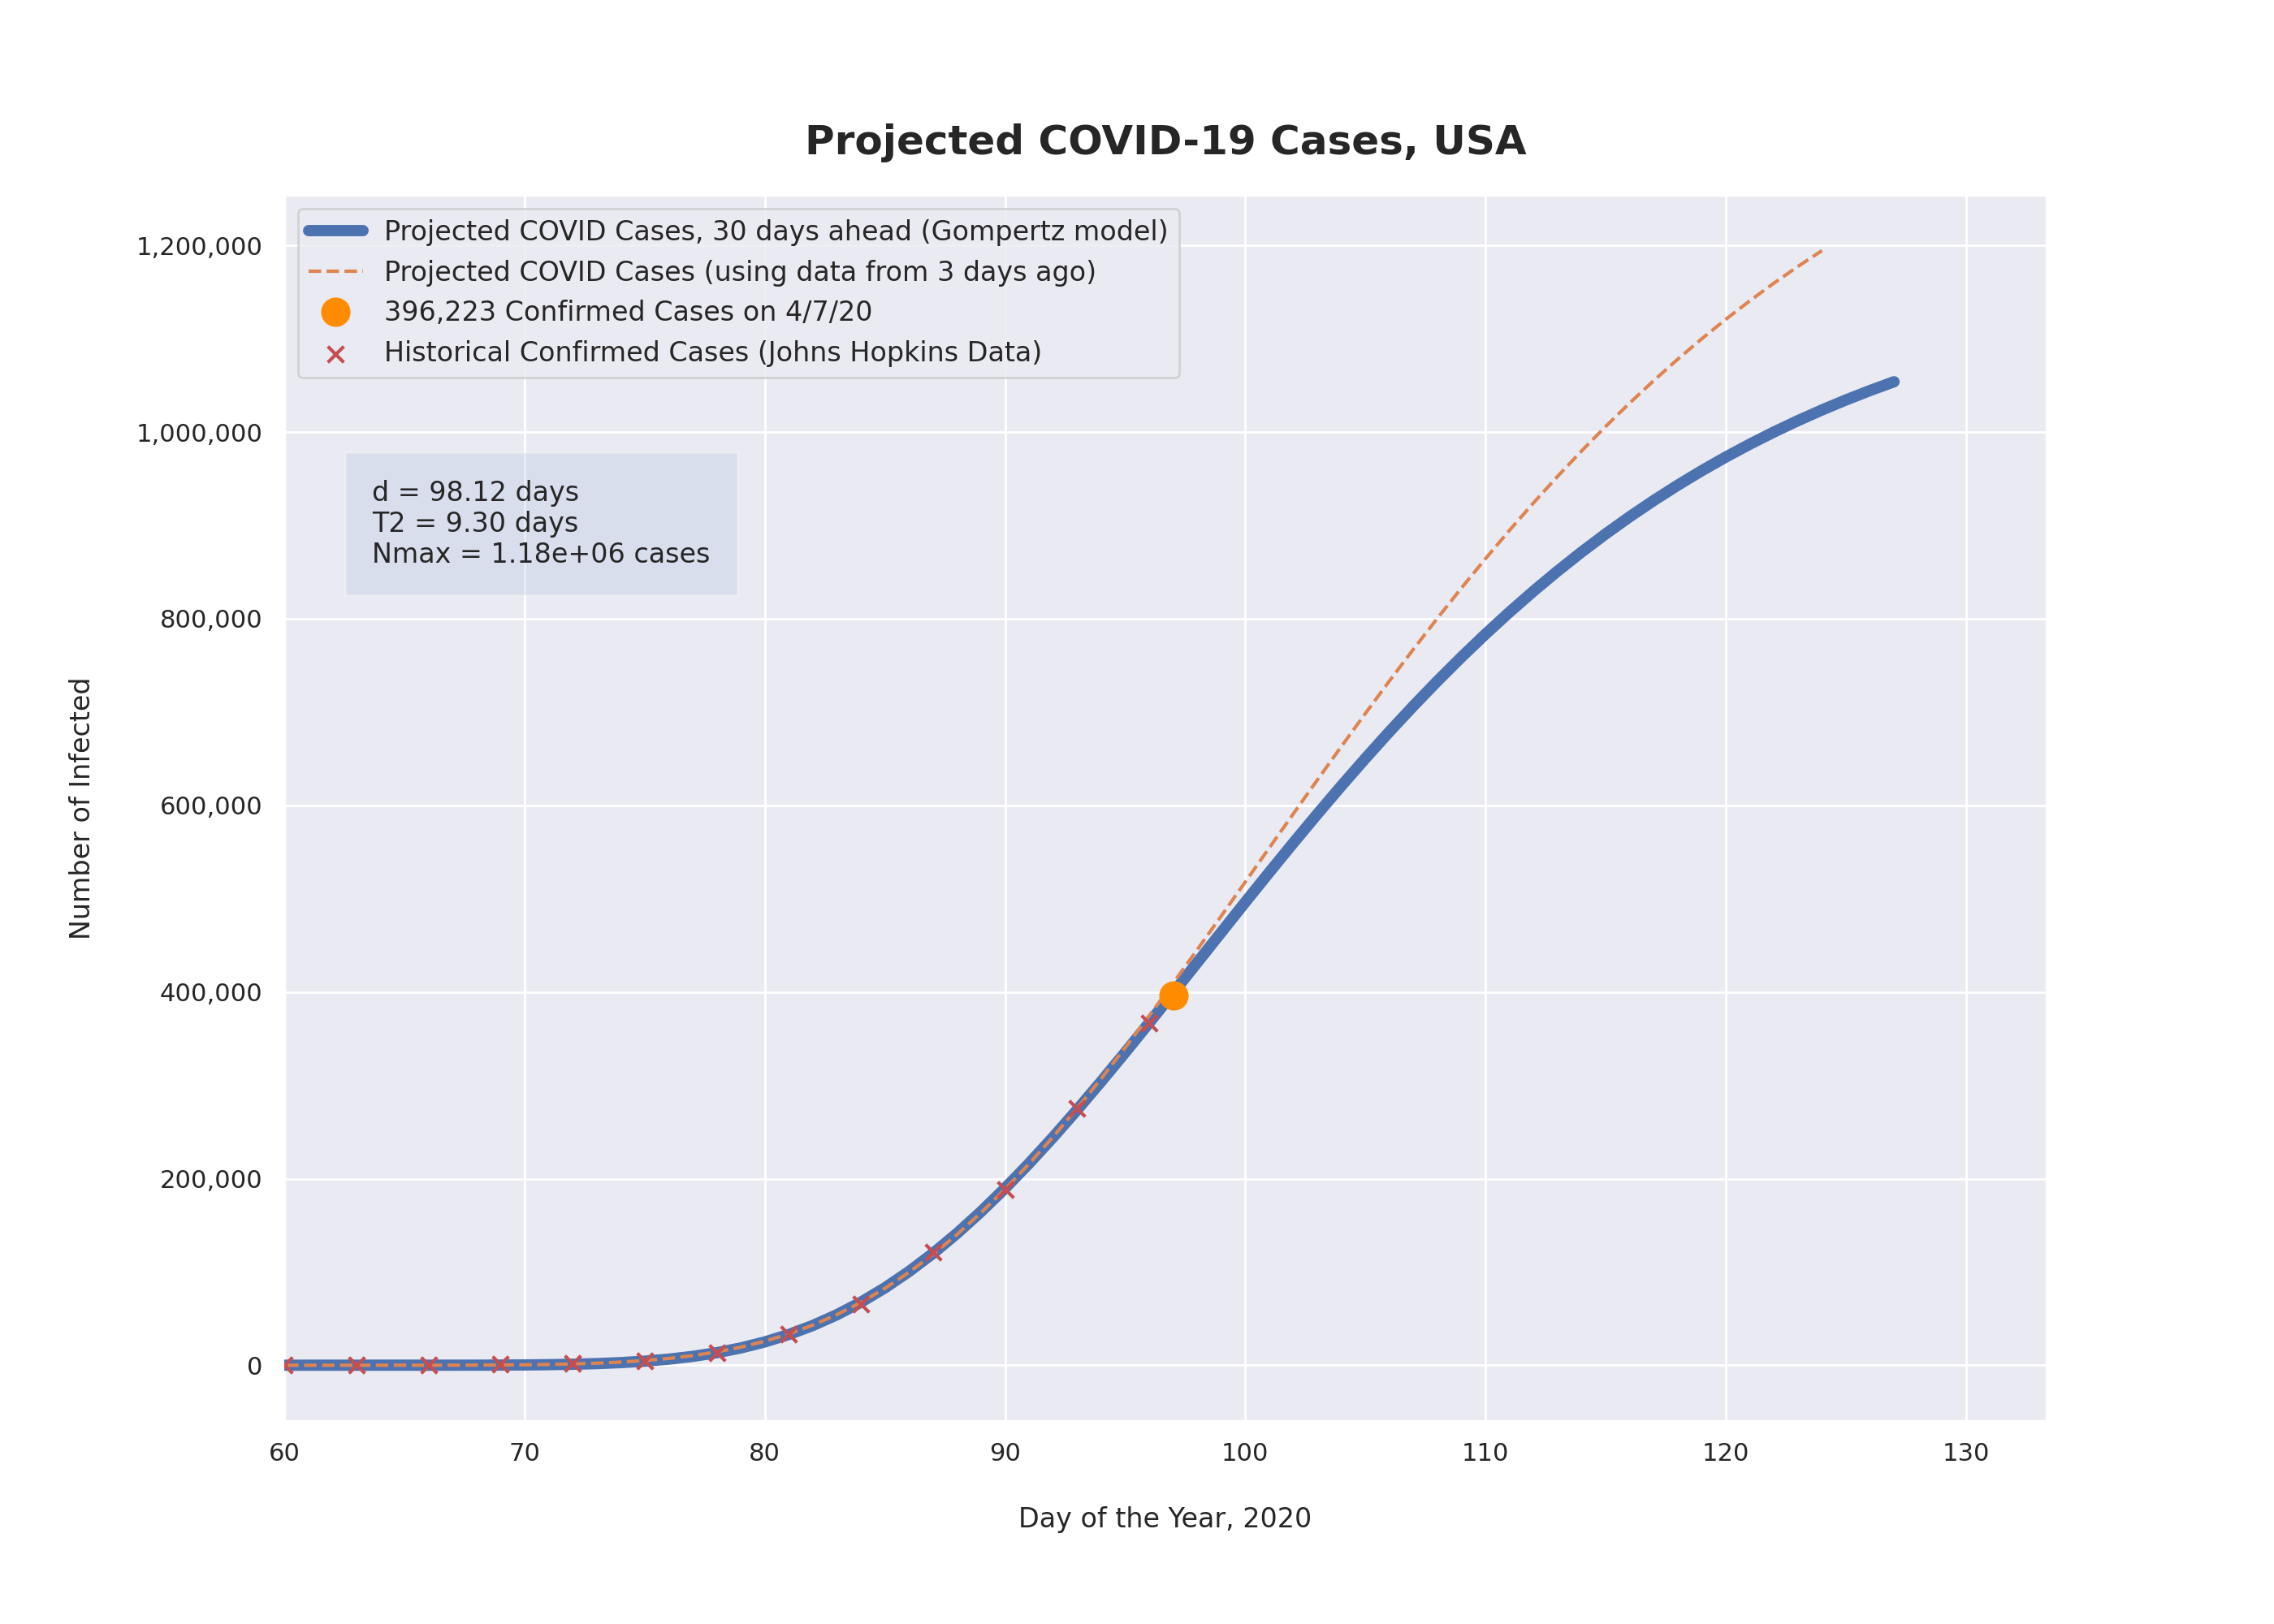 Projected COVID-19 Cases, USA
Projected COVID Cases, 30 days ahead (Gompertz model)
Projected COVID Cases (using data from 3 days ago)
396,223 Confirmed Cases on 4/7/20
Historical Confirmed Cases (Johns Hopkins Data)
d = 98.12 days
T2 = 9.30 days
Nmax = 1.18e+06 cases
Number of Infected
1,200,000
1,000,000
800,000
600,000
400,000
200,000
0
60 70 80 90 100 110 120 130
Day of the Year, 2020